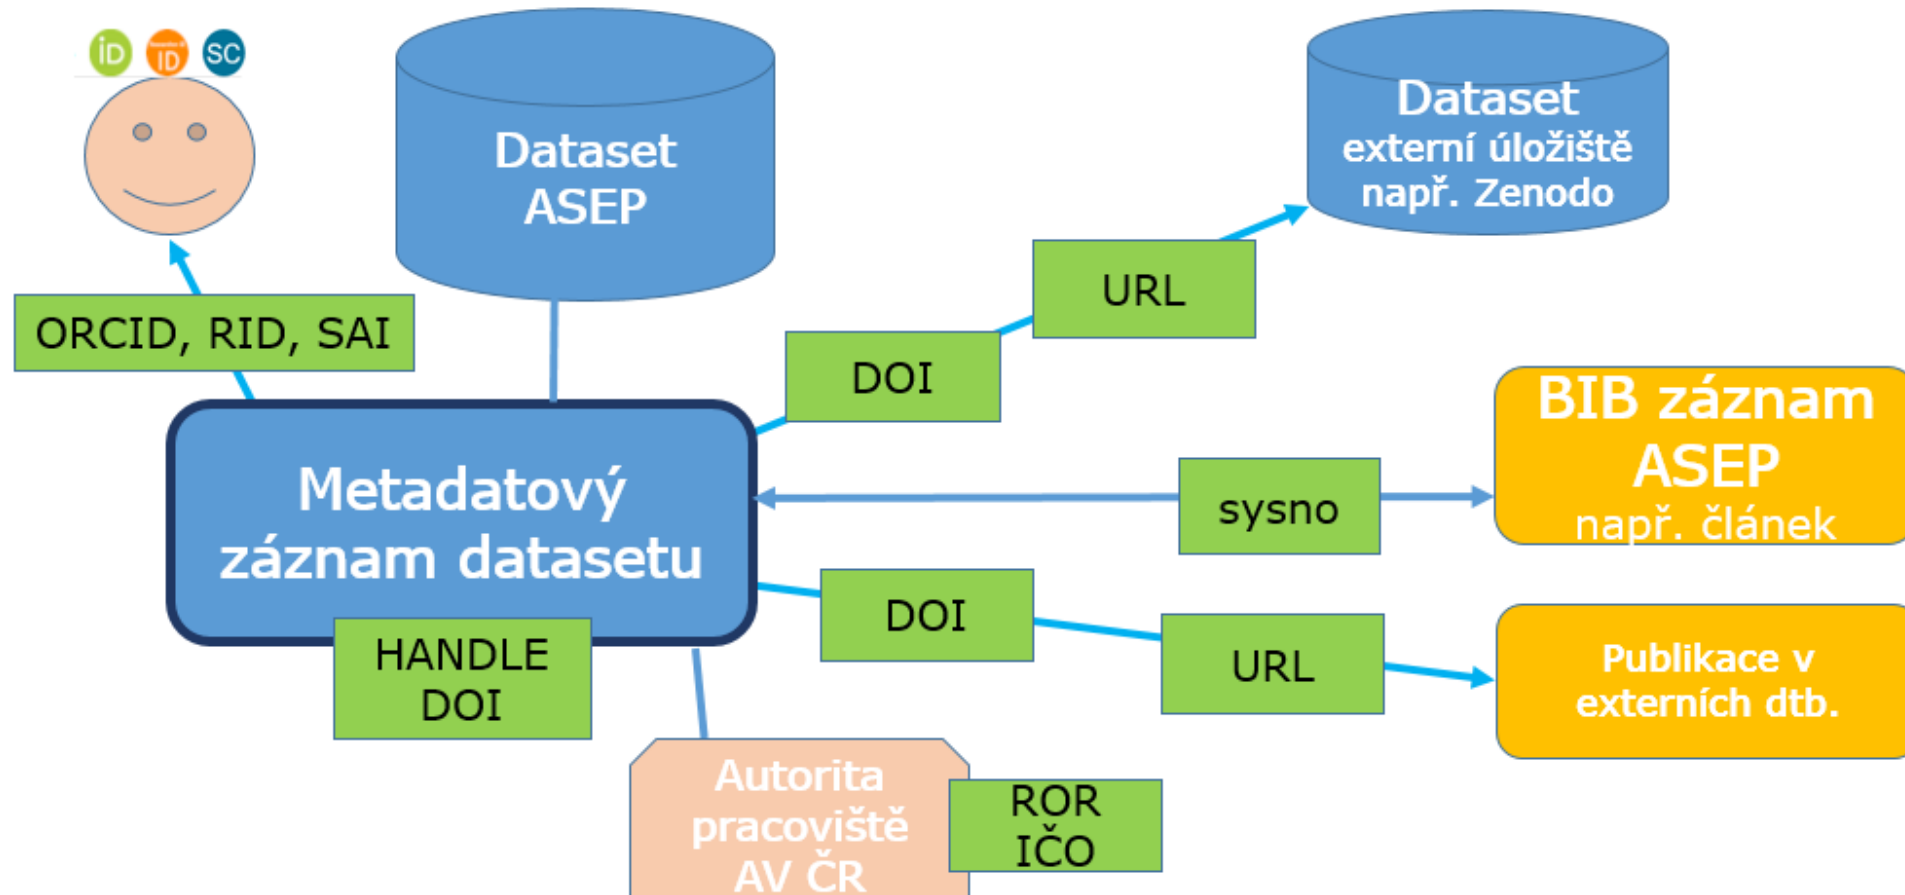 iD
ID
SC
Dataset
ASEP
Dataset
externí úložiště
např. Zenodo
URL
ORCID, RID, SAI
DOI
BIB záznam
ASEP
např. článek
Metadatový
záznam datasetu
sysno
DOI
URL
Publikace v
externích dtb.
HANDLE
DOI
Autorita
pracoviště
AV ČR
ROR
IČO